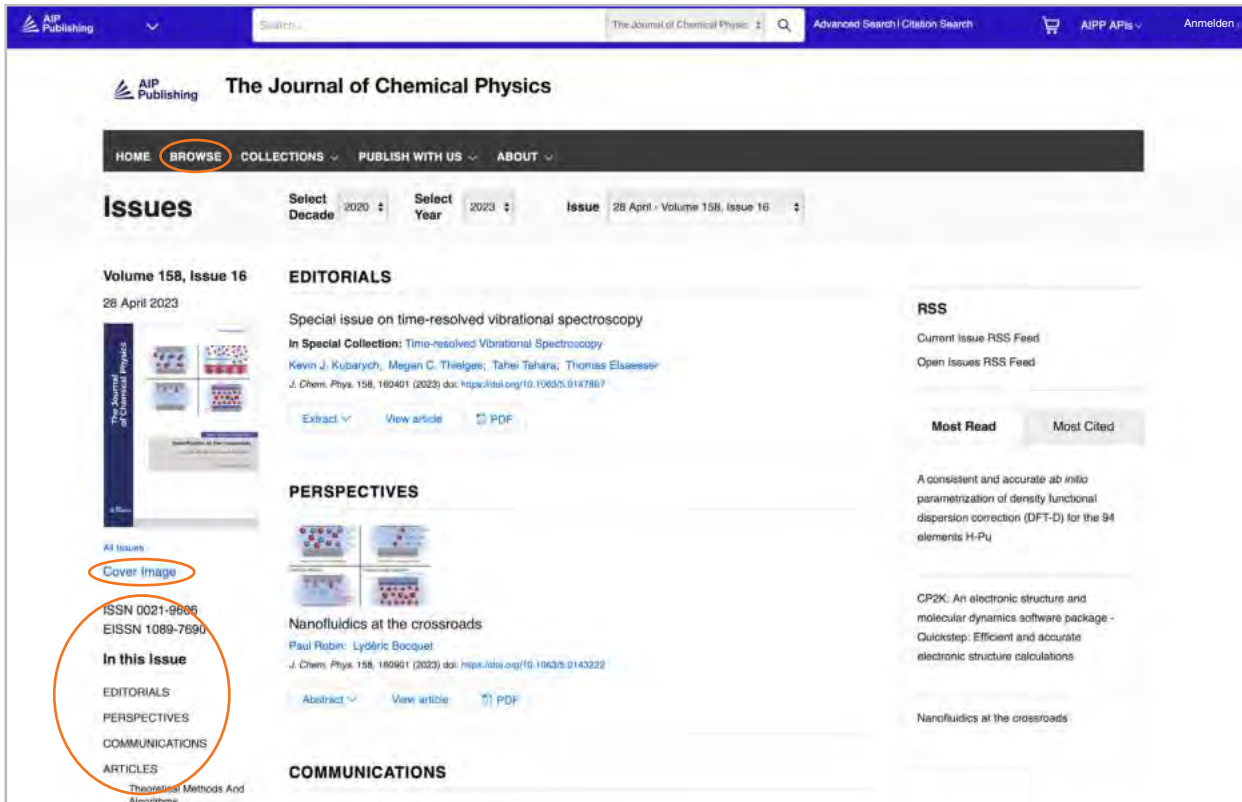 AIP Publishing
Search...
The Journal of Chemical Physic
Advanced Search | Citation Search
AIPP APIs
Anmelden
AIP Publishing
The Journal of Chemical Physics
HOME BROWSE COLLECTIONS PUBLISH WITH US ABOUT
Issues
Select Decade 2020
Select Year 2023
Issue 28 April - Volume 158, Issue 16
Volume 158, Issue 16
28 April 2023
The Journal of Chemical Physics
All Issues
Cover Image
ISSN 0021-9606
EISSN 1089-7690
In this Issue
EDITORIALS
PERSPECTIVES
COMMUNICATIONS
ARTICLES
Theoretical Methods And
Algorithms
EDITORIALS
Special issue on time-resolved vibrational spectroscopy
In Special Collection: Time-resolved Vibrational Spectroscopy
Kevin J. Kubarych; Megan C. Thielges; Tahei Tahara; Thomas Elsaesser
J. Chem. Phys. 158, 160401 (2023) doi: https://doi.org/10.1063/5.0147807
Extract View article PDF
PERSPECTIVES
Nanofluidics at the crossroads
Paul Robin; Lydéric Bocquet
J. Chem. Phys. 158, 160901 (2023) doi: https://doi.org/10.1063/5.0143222
Abstract View article PDF
COMMUNICATIONS
RSS
Current Issue RSS Feed
Open Issues RSS Feed
Most Read Most Cited
A consistent and accurate ab initio
parametrization of density functional
dispersion correction (DFT-D) for the 94
elements H-Pu
CP2K: An electronic structure and
molecular dynamics software package -
Quickstep: Efficient and accurate
electronic structure calculations
Nanofluidics at the crossroads